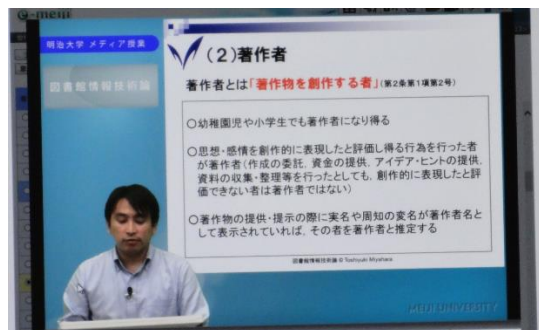 e-meiji
明治大学 メディア授業
図書館情報技術論
（2）著作者
著作者とは「著作物を創作する者」(第2条第1項第2号)
○幼稚園児や小学生でも著作者になり得る
○思想・感情を創作的に表現したと評価し得る行為を行った者
が著作者（作成の委託，資金の提供，アイデア・ヒントの提供，
資料の収集・整理等を行ったとしても，創作的に表現したと評
価できない者は著作者ではない）
○著作物の提供・提示の際に実名や周知の変名が著作者名と
して表示されていれば，その者を著作者と推定する
図書館情報技術論 © Toshiyuki Miyahara
MEIJI UNIVERSITY